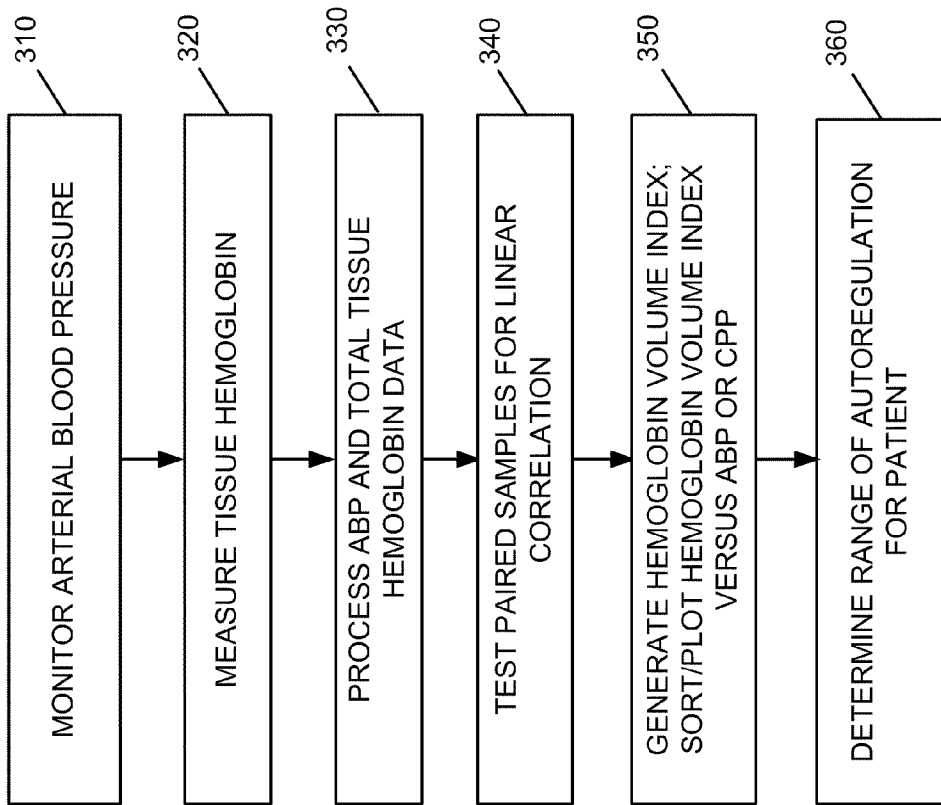 310
MONITOR ARTERIAL BLOOD PRESSURE
320
MEASURE TISSUE HEMOGLOBIN
330
PROCESS ABP AND TOTAL TISSUE
HEMOGLOBIN DATA
340
TEST PAIRED SAMPLES FOR LINEAR
CORRELATION
350
GENERATE HEMOGLOBIN VOLUME INDEX;
SORT/PLOT HEMOGLOBIN VOLUME INDEX
VERSUS ABP OR CPP
360
DETERMINE RANGE OF AUTOREGULATION
FOR PATIENT